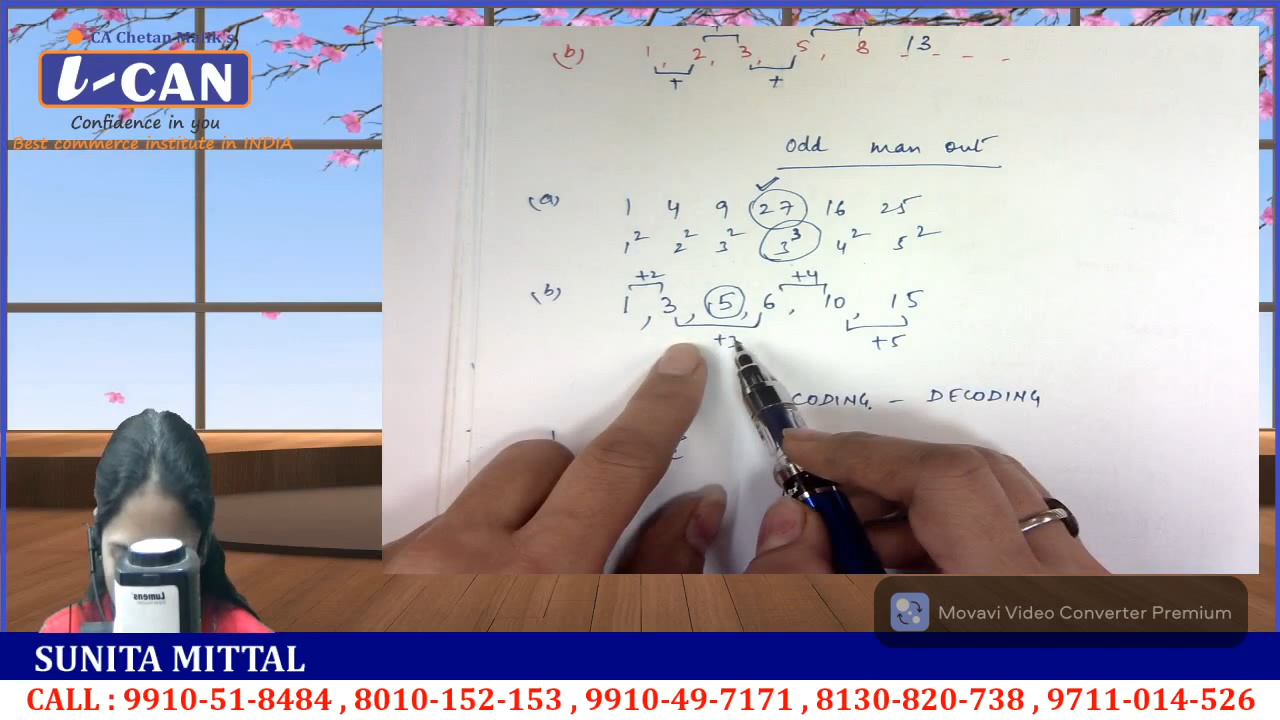 CA Chetan Malik's
i-CAN
Confidence in you
Best commerce institute in INDIA
(b) 1, 2, 3, 5, 8 13 - - -
+ +
Odd man out
(a) 1 4 9 27 16 25
1² 2² 3² 3³ 4² 5²
+2 +4
(b) 1, 3, 5, 6, 10, 15
+3 +5
CODING - DECODING
Lumens
Movavi Video Converter Premium
SUNITA MITTAL
CALL : 9910-51-8484 , 8010-152-153 , 9910-49-7171 , 8130-820-738 , 9711-014-526